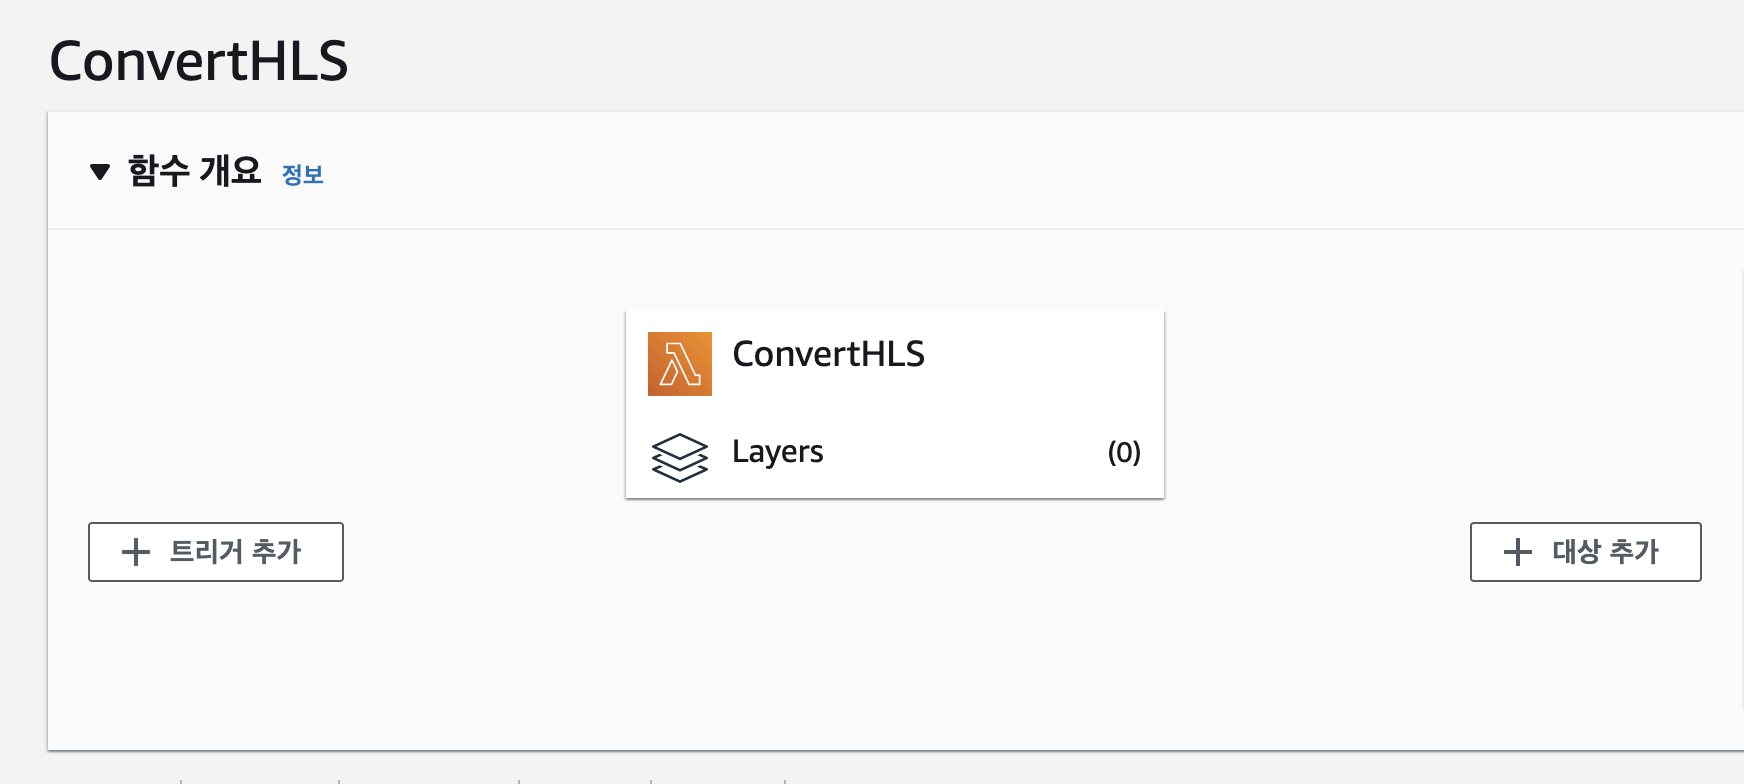 ConvertHLS
함수 개요 정보
ConvertHLS
Layers (0)
트리거 추가
대상 추가